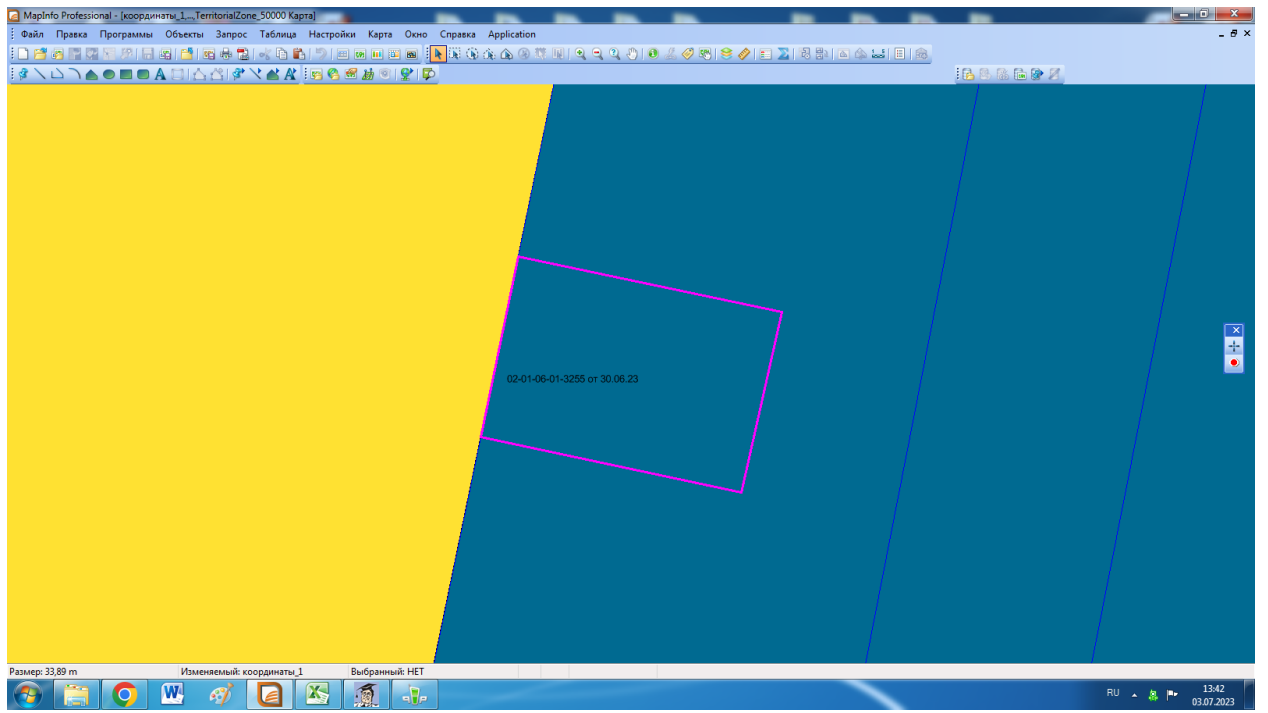 MapInfo Professional - [координаты_1,...,TerritorialZone_50000 Карта]
Файл Правка Программы Объекты Запрос Таблица Настройки Карта Окно Справка Application
02-01-06-01-3255 от 30.06.23
Размер: 33,89 m Изменяемый: координаты_1 Выбранный: НЕТ
RU 13:42
03.07.2023